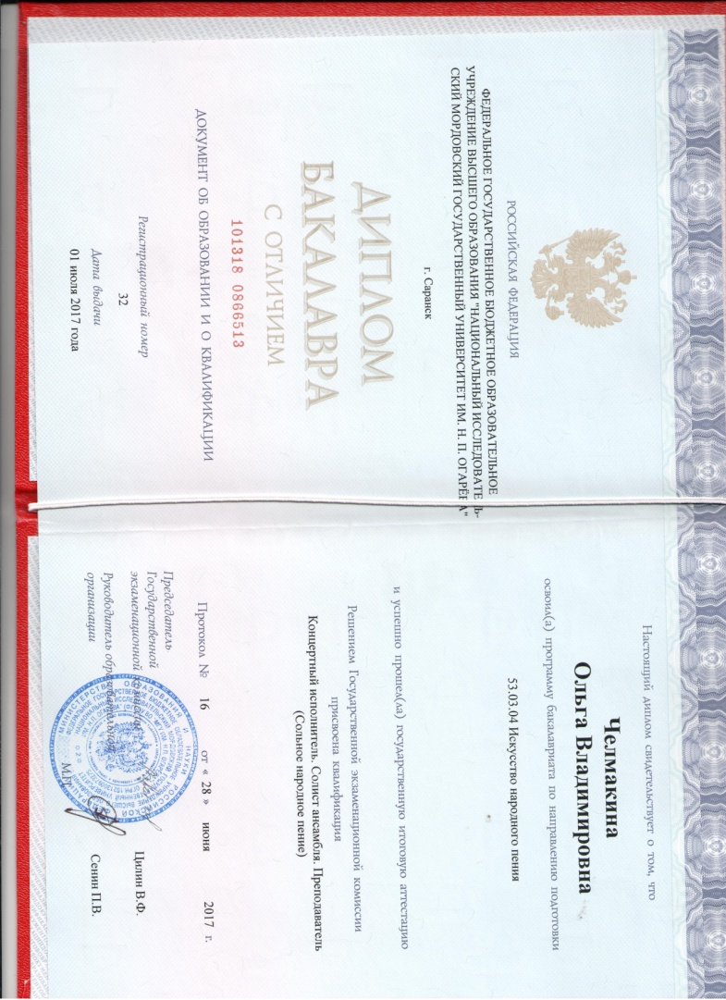 РОССИЙСКАЯ ФЕДЕРАЦИЯ
ФЕДЕРАЛЬНОЕ ГОСУДАРСТВЕННОЕ БЮДЖЕТНОЕ ОБРАЗОВАТЕЛЬНОЕ
УЧРЕЖДЕНИЕ ВЫСШЕГО ОБРАЗОВАНИЯ "НАЦИОНАЛЬНЫЙ ИССЛЕДОВАТЕЛЬ-
СКИЙ МОРДОВСКИЙ ГОСУДАРСТВЕННЫЙ УНИВЕРСИТЕТ ИМ. Н. П. ОГАРЁВА"
г. Саранск
ДИПЛОМ
БАКАЛАВРА
С ОТЛИЧИЕМ
101318 0866513
ДОКУМЕНТ ОБ ОБРАЗОВАНИИ И О КВАЛИФИКАЦИИ
Регистрационный номер
32
Дата выдачи
01 июля 2017 года
Настоящий диплом свидетельствует о том, что
Челмакина
Ольга Владимировна
освоил(а) программу бакалавриата по направлению подготовки
53.03.04 Искусство народного пения
и успешно прошел(ла) государственную итоговую аттестацию
Решением Государственной экзаменационной комиссии
присвоена квалификация
Концертный исполнитель. Солист ансамбля. Преподаватель
(Сольное народное пение)
Протокол № 16 от « 28 » июня 2017 г.
Председатель
Государственной
экзаменационной комиссии Цилин В.Ф.
Руководитель образовательной
организации Сенин П.В.
М.П.